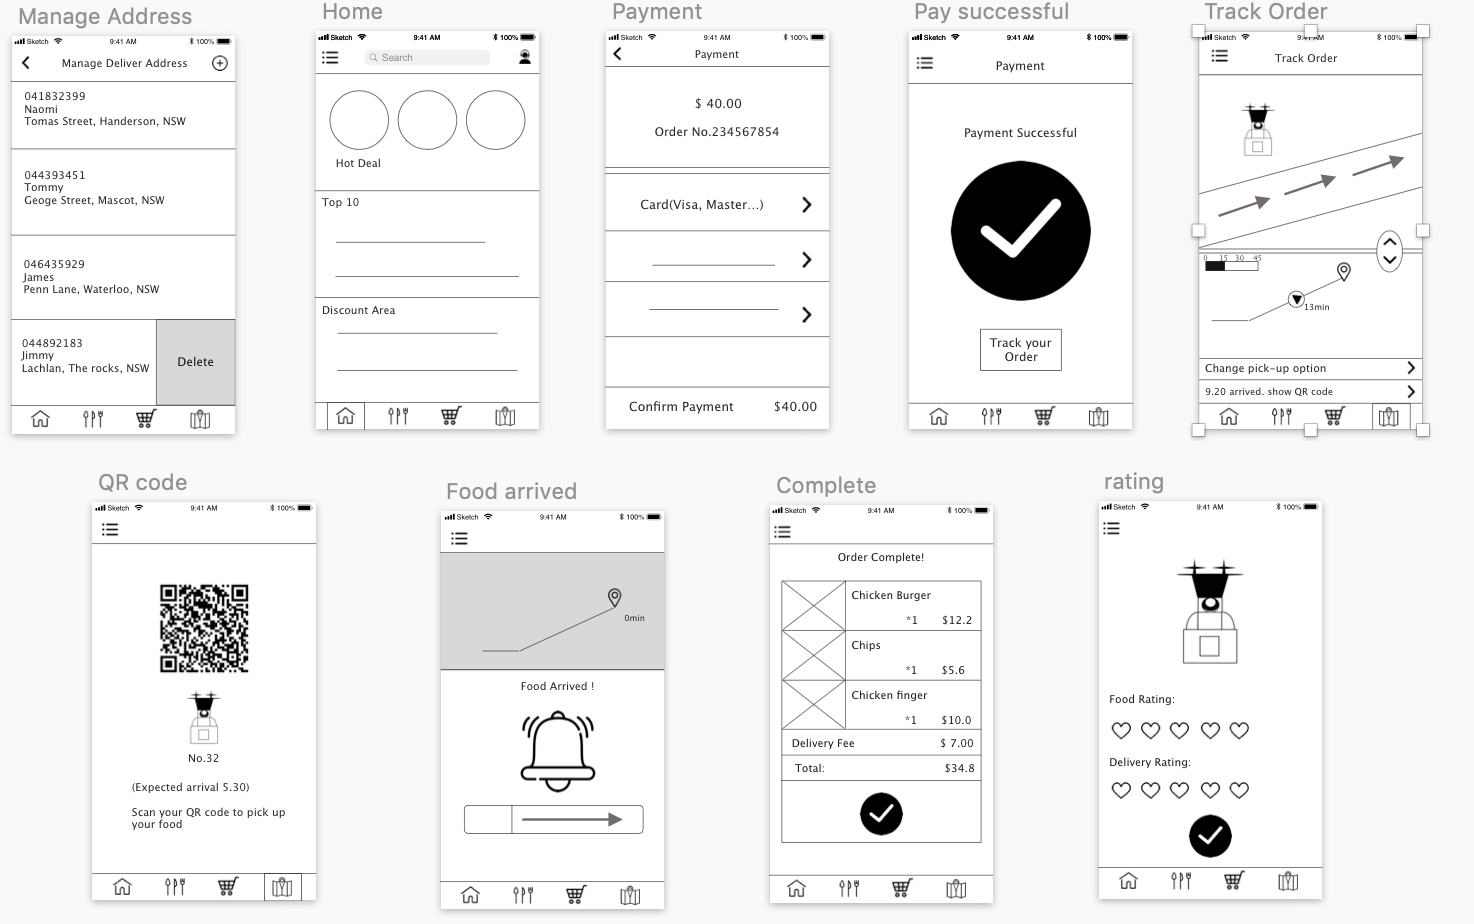 Manage Address
Sketch 9:41 AM 100%
Manage Deliver Address
041832399
Naomi
Tomas Street, Handerson, NSW
044393451
Tommy
Geoge Street, Mascot, NSW
046435929
James
Penn Lane, Waterloo, NSW
044892183
Jimmy
Lachlan, The rocks, NSW
Delete
Home
Sketch 9:41 AM 100%
Search
Hot Deal
Top 10
Discount Area
Payment
Sketch 9:41 AM 100%
Payment
$ 40.00
Order No.234567854
Card(Visa, Master...)
Confirm Payment $40.00
Pay successful
Sketch 9:41 AM 100%
Payment
Payment Successful
Track your
Order
Track Order
Sketch 9:41 AM 100%
Track Order
0 15 30 45
13min
Change pick-up option
9.20 arrived. show QR code
QR code
Sketch 9:41 AM 100%
No.32
(Expected arrival 5.30)
Scan your QR code to pick up
your food
Food arrived
Sketch 9:41 AM 100%
0min
Food Arrived !
Complete
Sketch 9:41 AM 100%
Order Complete!
Chicken Burger
*1 $12.2
Chips
*1 $5.6
Chicken finger
*1 $10.0
Delivery Fee $ 7.00
Total: $34.8
rating
Sketch 9:41 AM 100%
Food Rating:
Delivery Rating: